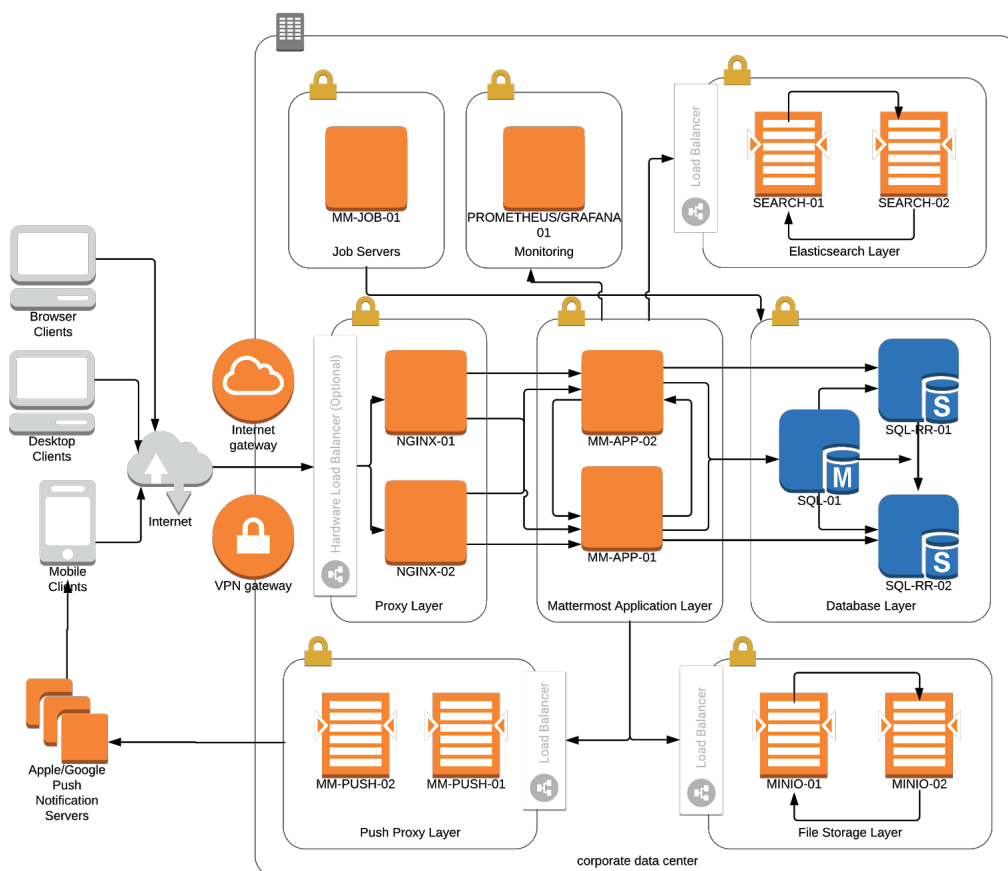 MM-JOB-01
Job Servers
PROMETHEUS/GRAFANA
01
Monitoring
Load Balancer
SEARCH-01
SEARCH-02
Elasticsearch Layer
Browser
Clients
Desktop
Clients
Mobile
Clients
Internet
Internet
gateway
VPN gateway
Hardware Load Balancer (Optional)
NGINX-01
NGINX-02
Proxy Layer
MM-APP-02
MM-APP-01
Mattermost Application Layer
S
SQL-RR-01
M
SQL-01
S
SQL-RR-02
Database Layer
Apple/Google
Push
Notification
Servers
MM-PUSH-02
MM-PUSH-01
Push Proxy Layer
Load Balancer
Load Balancer
MINIO-01
MINIO-02
File Storage Layer
corporate data center